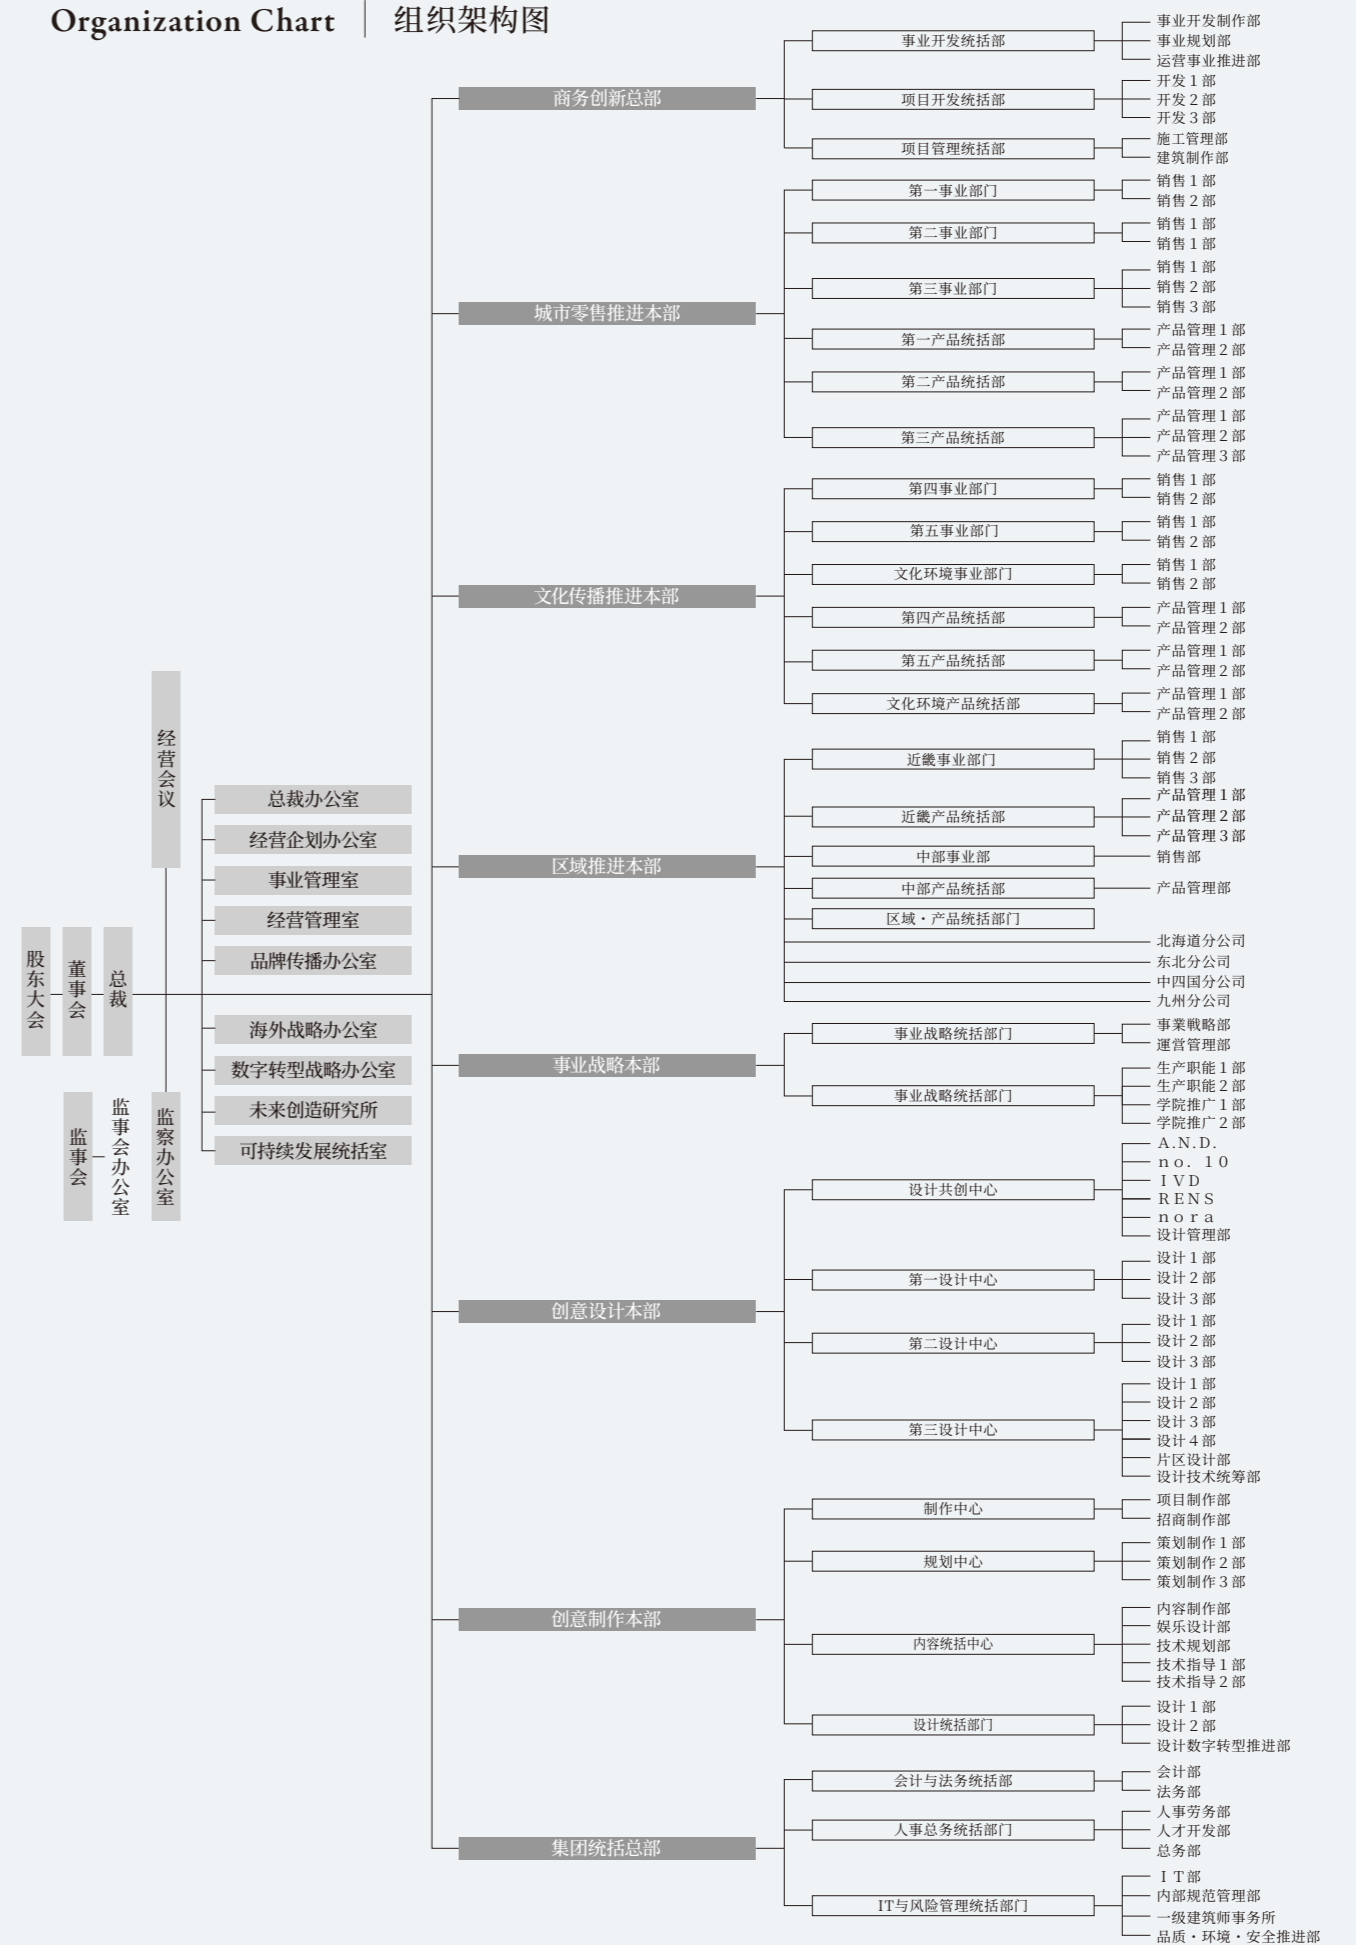 Organization Chart
组织架构图
股东大会
董事会
总裁
经营会议
监事会
监事会办公室
监察办公室
总裁办公室
经营企划办公室
事业管理室
经营管理室
品牌传播办公室
海外战略办公室
数字转型战略办公室
未来创造研究所
可持续发展统括室
商务创新总部
事业开发统括部
事业开发制作部
事业规划部
运营事业推进部
项目开发统括部
开发1部
开发2部
开发3部
项目管理统括部
施工管理部
建筑制作部
城市零售推进本部
第一事业部门
销售1部
销售2部
第二事业部门
销售1部
销售1部
第三事业部门
销售1部
销售2部
销售3部
第一产品统括部
产品管理1部
产品管理2部
第二产品统括部
产品管理1部
产品管理2部
第三产品统括部
产品管理1部
产品管理2部
产品管理3部
文化传播推进本部
第四事业部门
销售1部
销售2部
第五事业部门
销售1部
销售2部
文化环境事业部门
销售1部
销售2部
第四产品统括部
产品管理1部
产品管理2部
第五产品统括部
产品管理1部
产品管理2部
文化环境产品统括部
产品管理1部
产品管理2部
区域推进本部
近畿事业部门
销售1部
销售2部
销售3部
近畿产品统括部
产品管理1部
产品管理2部
产品管理3部
中部事业部
销售部
中部产品统括部
产品管理部
区域・产品统括部门
北海道分公司
东北分公司
中四国分公司
九州分公司
事业战略本部
事业战略统括部门
事業戦略部
運営管理部
事业战略统括部门
生产职能1部
生产职能2部
学院推广1部
学院推广2部
创意设计本部
设计共创中心
A.N.D.
no. 10
IVD
RENS
nora
设计管理部
第一设计中心
设计1部
设计2部
设计3部
第二设计中心
设计1部
设计2部
设计3部
第三设计中心
设计1部
设计2部
设计3部
设计4部
片区设计部
设计技术统筹部
创意制作本部
制作中心
项目制作部
招商制作部
规划中心
策划制作1部
策划制作2部
策划制作3部
内容统括中心
内容制作部
娱乐设计部
技术规划部
技术指导1部
技术指导2部
设计统括部门
设计1部
设计2部
设计数字转型推进部
集团统括总部
会计与法务统括部
会计部
法务部
人事总务统括部门
人事劳务部
人才开发部
总务部
IT与风险管理统括部门
IT部
内部规范管理部
一级建筑师事务所
品质・环境・安全推进部